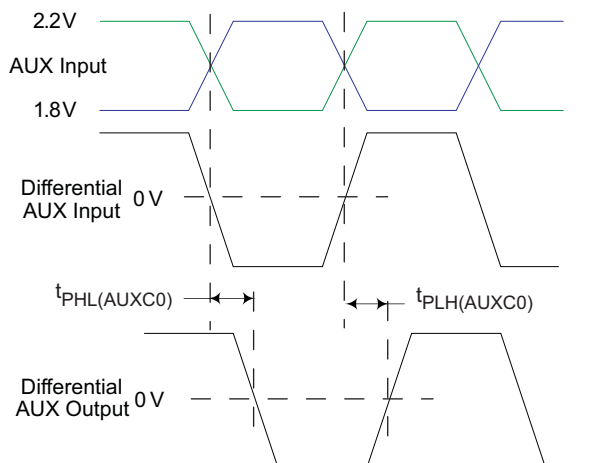 2.2V
AUX Input
1.8V
Differential
AUX Input
0 V
tPHL(AUXC0)
tPLH(AUXC0)
Differential
AUX Output
0 V